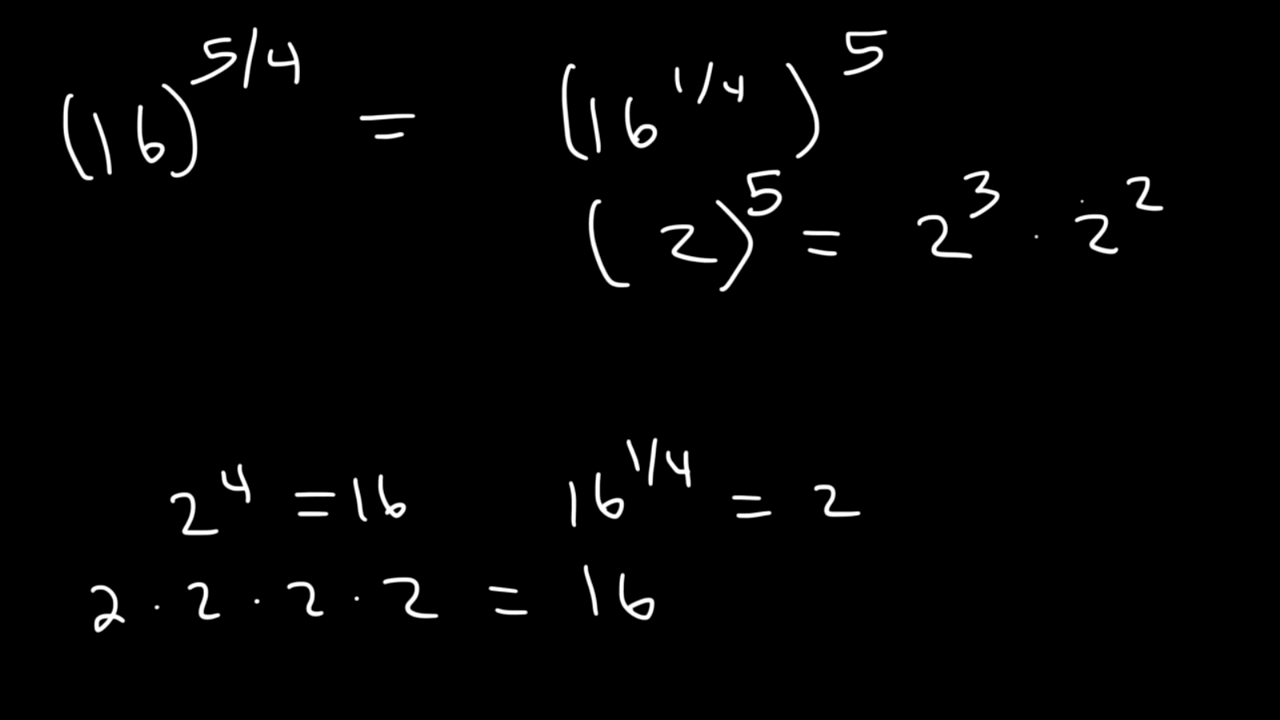 (16)^{5/4} = (16^{1/4})^5
(2)^5 = 2^3 · 2^2
2^4 = 16 16^{1/4} = 2
2 · 2 · 2 · 2 = 16